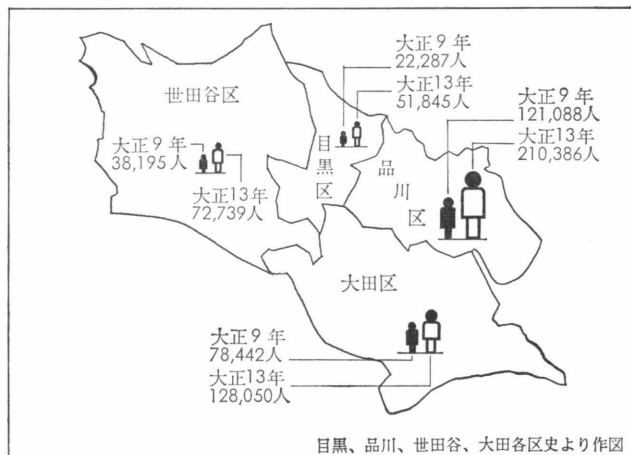 大正9年
22,287人
大正13年
51,845人
大正9年
121,088人
大正13年
210,386人
世田谷区
目黒区
品川区
大正9年
38,195人
大正13年
72,739人
大田区
大正9年
78,442人
大正13年
128,050人
目黒、品川、世田谷、大田各区史より作図